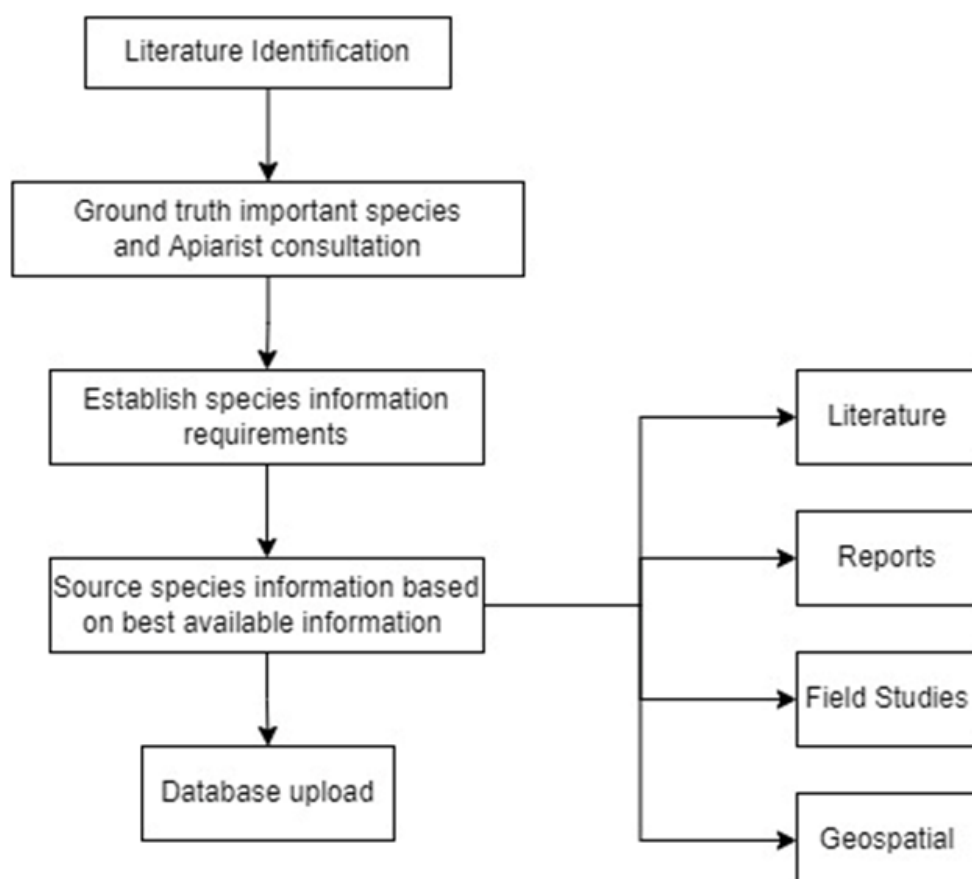 Literature Identification
Ground truth important species
and Apiarist consultation
Establish species information
requirements
Source species information based
on best available information
Database upload
Literature
Reports
Field Studies
Geospatial